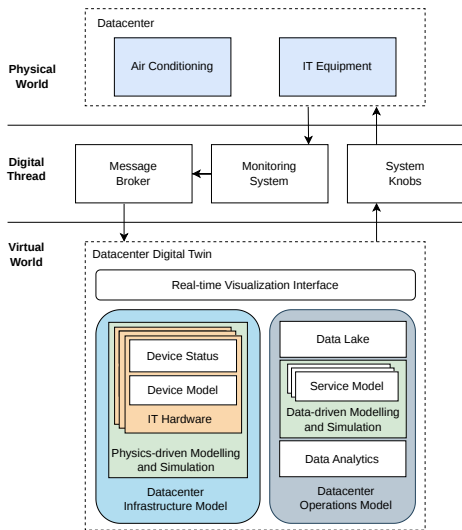 Datacenter
Air Conditioning
IT Equipment
Physical
World
Digital
Thread
Message
Broker
Monitoring
System
System
Knobs
Virtual
World
Datacenter Digital Twin
Real-time Visualization Interface
Device Status
Device Model
IT Hardware
Physics-driven Modelling
and Simulation
Datacenter
Infrastructure Model
Data Lake
Service Model
Data-driven Modelling
and Simulation
Data Analytics
Datacenter
Operations Model